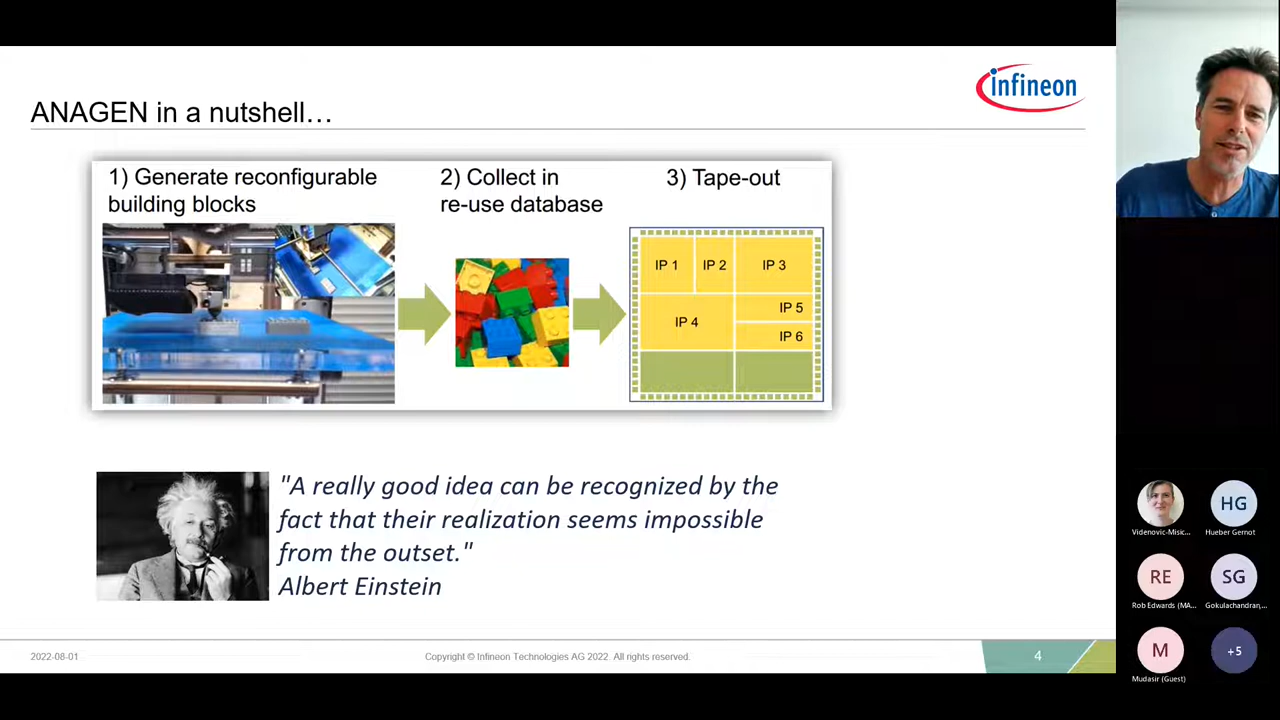 ANAGEN in a nutshell…
infineon
1) Generate reconfigurable
building blocks
2) Collect in
re-use database
3) Tape-out
IP 1
IP 2
IP 3
IP 4
IP 5
IP 6
"A really good idea can be recognized by the
fact that their realization seems impossible
from the outset."
Albert Einstein
2022-08-01
Copyright © Infineon Technologies AG 2022. All rights reserved.
4
Videnovic-Misic...
HG
Hueber Gernot
RE
Rob Edwards (MA...
SG
Gokulachandran,...
M
Mudasir (Guest)
+5